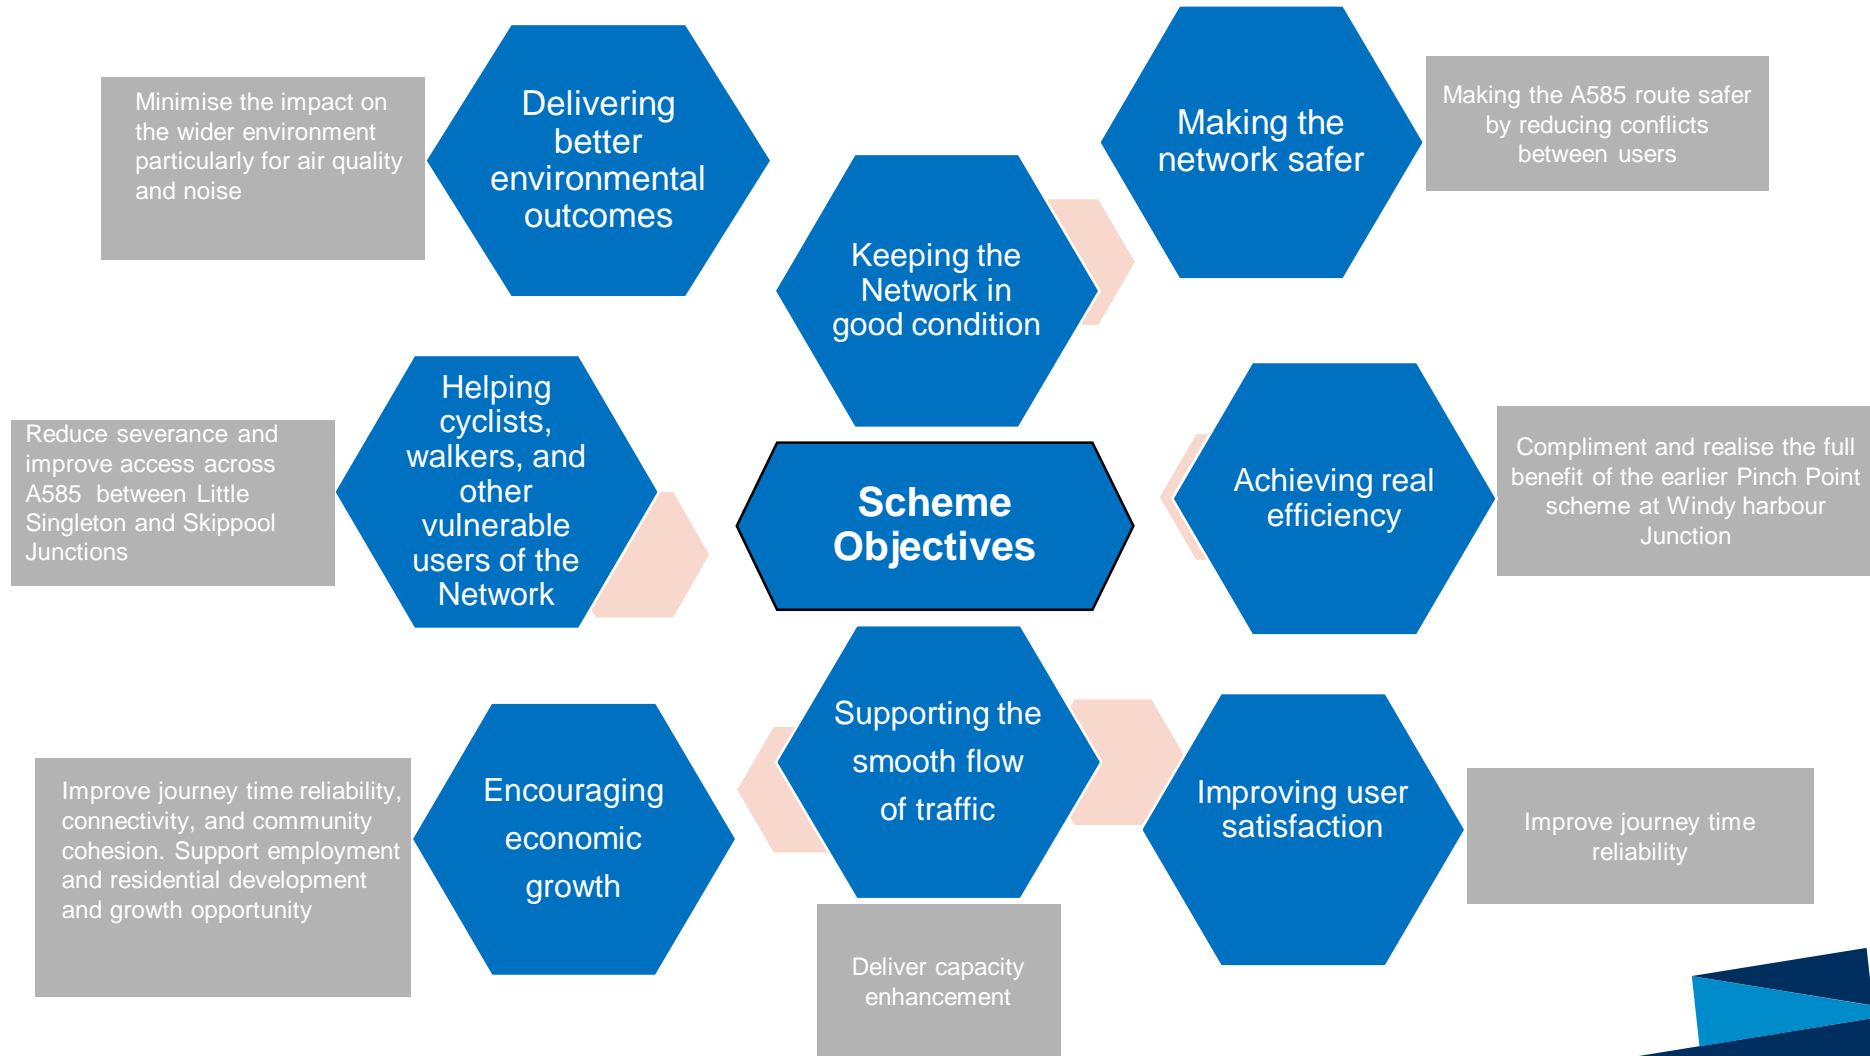 Minimise the impact on
the wider environment
particularly for air quality
and noise
Delivering
better
environmental
outcomes
Keeping the
Network in
good condition
Making the
network safer
Making the A585 route safer
by reducing conflicts
between users
Reduce severance and
improve access across
A585 between Little
Singleton and Skippool
Junctions
Helping
cyclists,
walkers, and
other
vulnerable
users of the
Network
Scheme
Objectives
Achieving real
efficiency
Compliment and realise the full
benefit of the earlier Pinch Point
scheme at Windy harbour
Junction
Improve journey time reliability,
connectivity, and community
cohesion. Support employment
and residential development
and growth opportunity
Encouraging
economic
growth
Supporting the
smooth flow
of traffic
Deliver capacity
enhancement
Improving user
satisfaction
Improve journey time
reliability